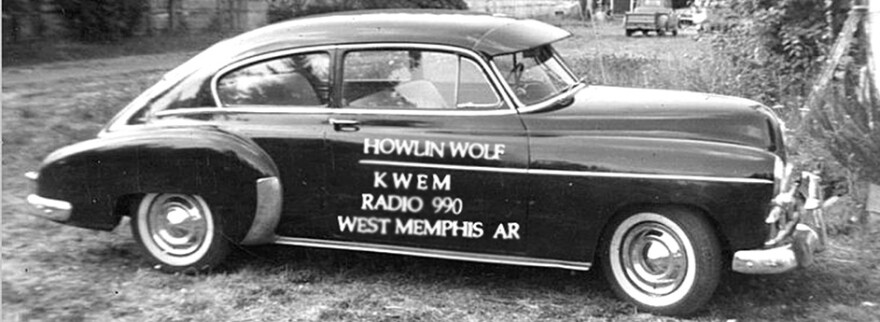 HOWLIN WOLF
KWEM
RADIO 990
WEST MEMPHIS AR